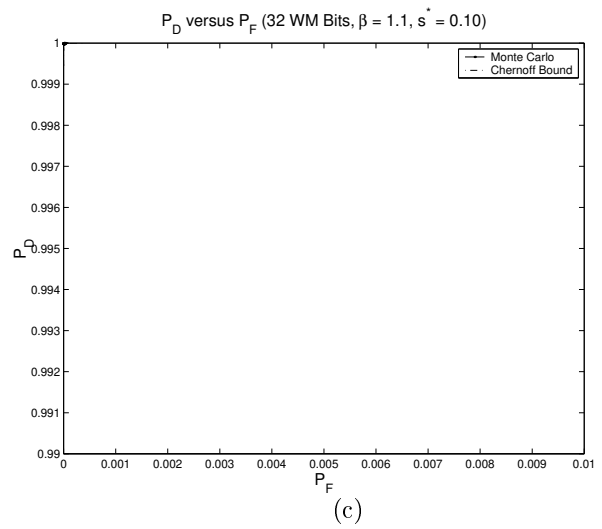 P_D versus P_F (32 WM Bits, β = 1.1, s* = 0.10)
1
0.999
0.998
0.997
0.996
0.995
0.994
0.993
0.992
0.991
0.99
P_D
Monte Carlo
Chernoff Bound
0 0.001 0.002 0.003 0.004 0.005 0.006 0.007 0.008 0.009 0.01
P_F
(c)